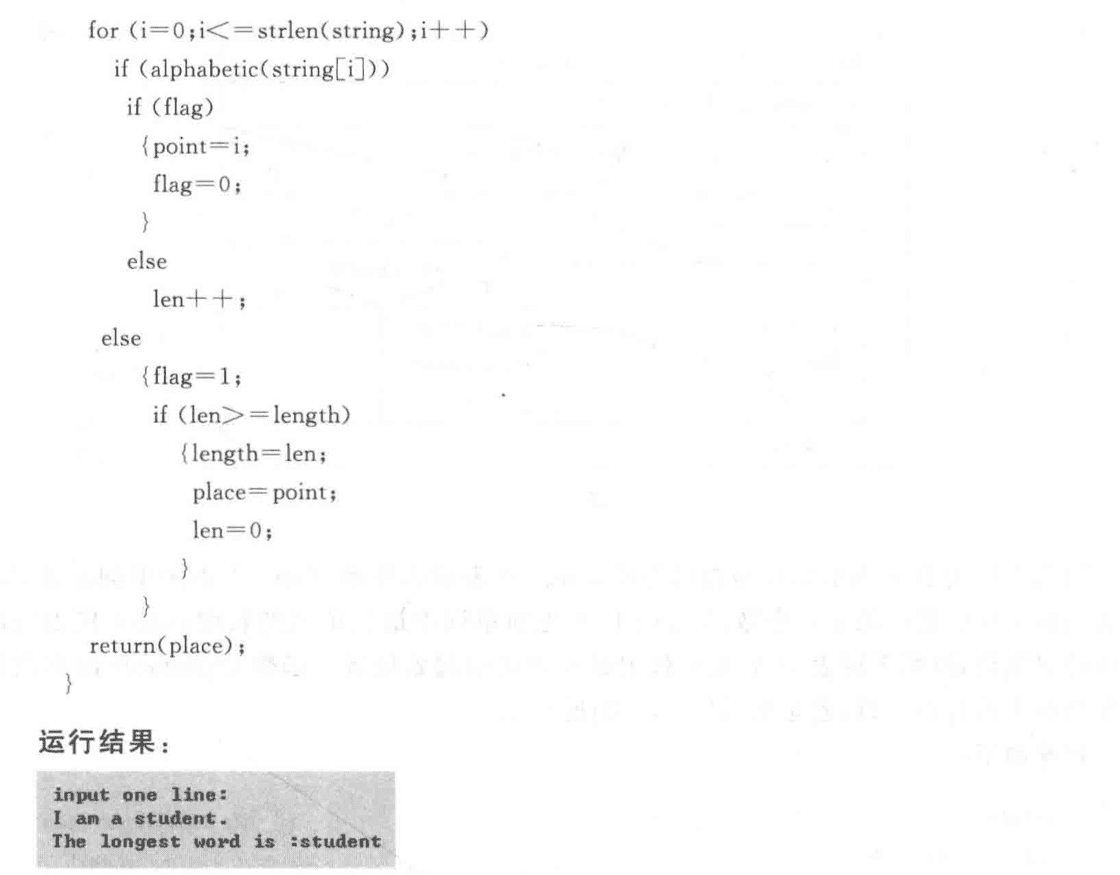 for (i=0;i<=strlen(string);i++)
if (alphabetic(string[i]))
if (flag)
{point=i;
flag=0;
}
else
len++;
else
{flag=1;
if (len>=length)
{length=len;
place=point;
len=0;
}
}
return(place);
}
运行结果：
input one line:
I am a student.
The longest word is :student